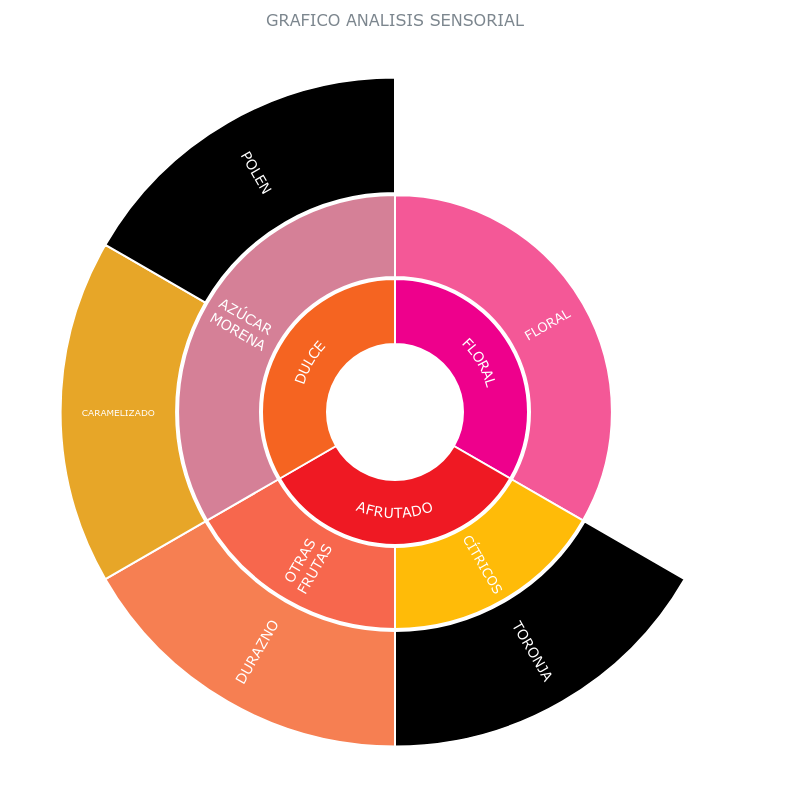 GRAFICO ANALISIS SENSORIAL
POLEN
AZÚCAR
MORENA
FLORAL
DULCE
FLORAL
CARAMELIZADO
AFRUTADO
OTRAS
FRUTAS
CÍTRICOS
DURAZNO
TORONJA